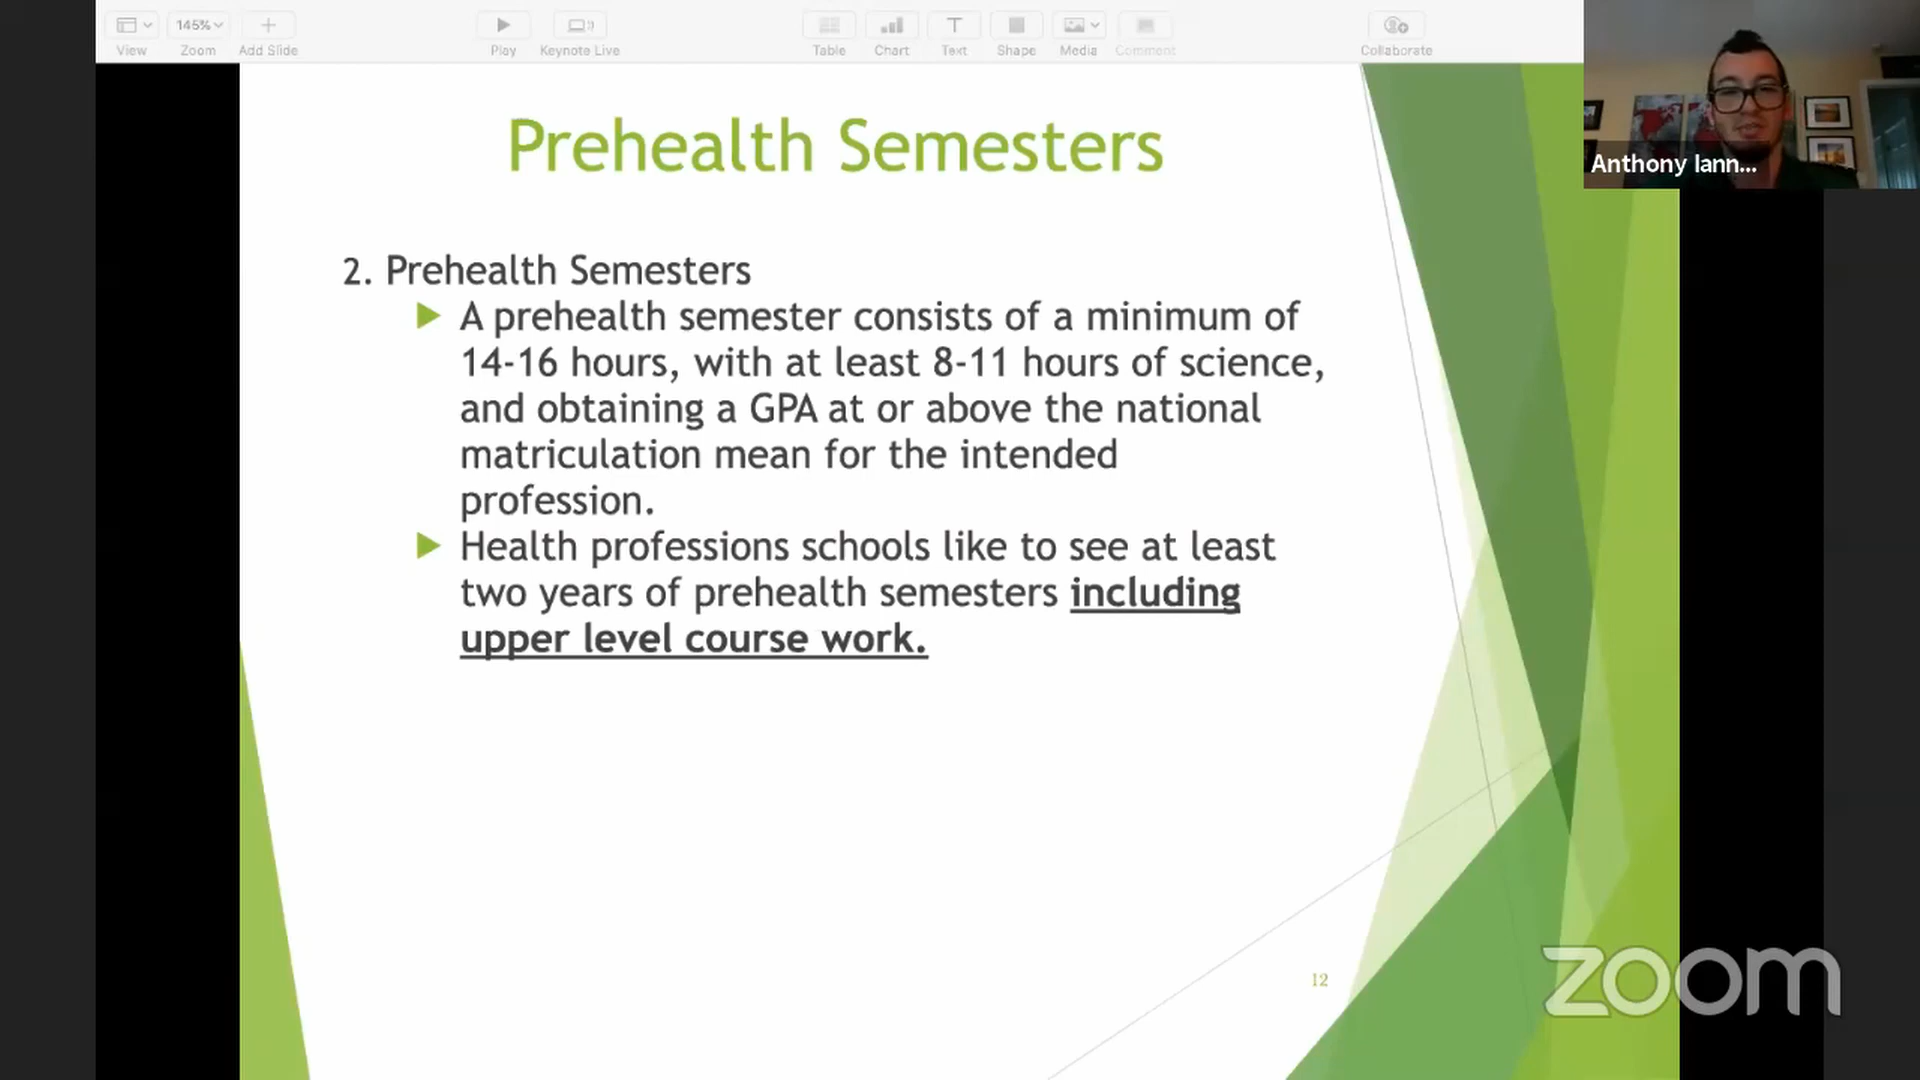 145%
View
Zoom
Add Slide
Play
Keynote Live
Table
Chart
T
Text
Shape
Media
Comment
Collaborate
Anthony Iann...
Prehealth Semesters
2. Prehealth Semesters
A prehealth semester consists of a minimum of
14-16 hours, with at least 8-11 hours of science,
and obtaining a GPA at or above the national
matriculation mean for the intended
profession.
Health professions schools like to see at least
two years of prehealth semesters including
upper level course work.
12
zoom